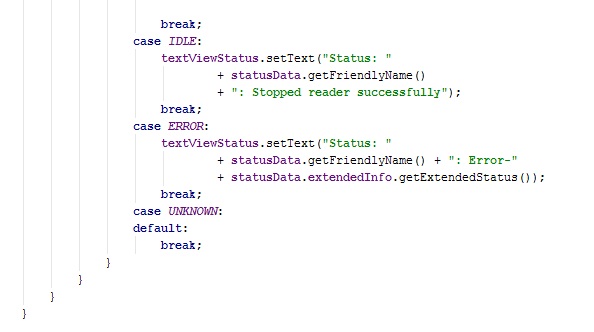 break;
case IDLE:
textViewStatus.setText("Status: "
+ statusData.getFriendlyName()
+ ": Stopped reader successfully");
break;
case ERROR:
textViewStatus.setText("Status: "
+ statusData.getFriendlyName() + ": Error-"
+ statusData.extendedInfo.getExtendedStatus());
break;
case UNKNOWN:
default:
break;
}
}
}
}